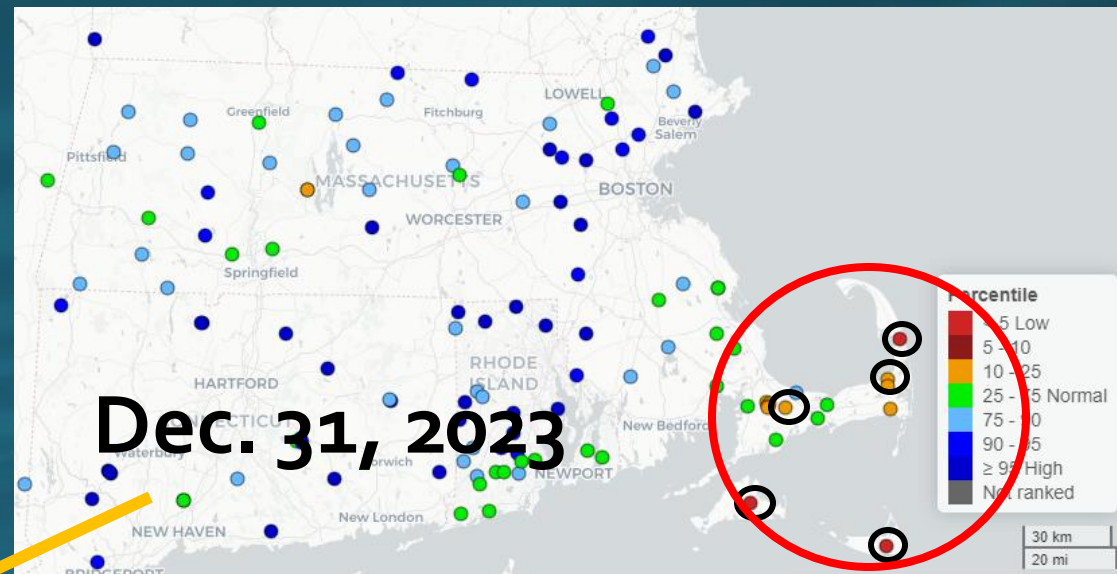 LOWELL
Greenfield
Fitchburg
Beverly
Salem
Pittsfield
MASSACHUSETTS
BOSTON
WORCESTER
Springfield
Percentile
< 5 Low
5 - 10
10 - 25
25 - 75 Normal
75 - 90
90 - 95
≥ 95 High
Not ranked
RHODE
ISLAND
HARTFORD
CONNECTICUT
Dec. 31, 2023
New Bedford
Waterbury
Norwich
NEWPORT
New London
NEW HAVEN
30 km
20 mi
BRIDGEPORT